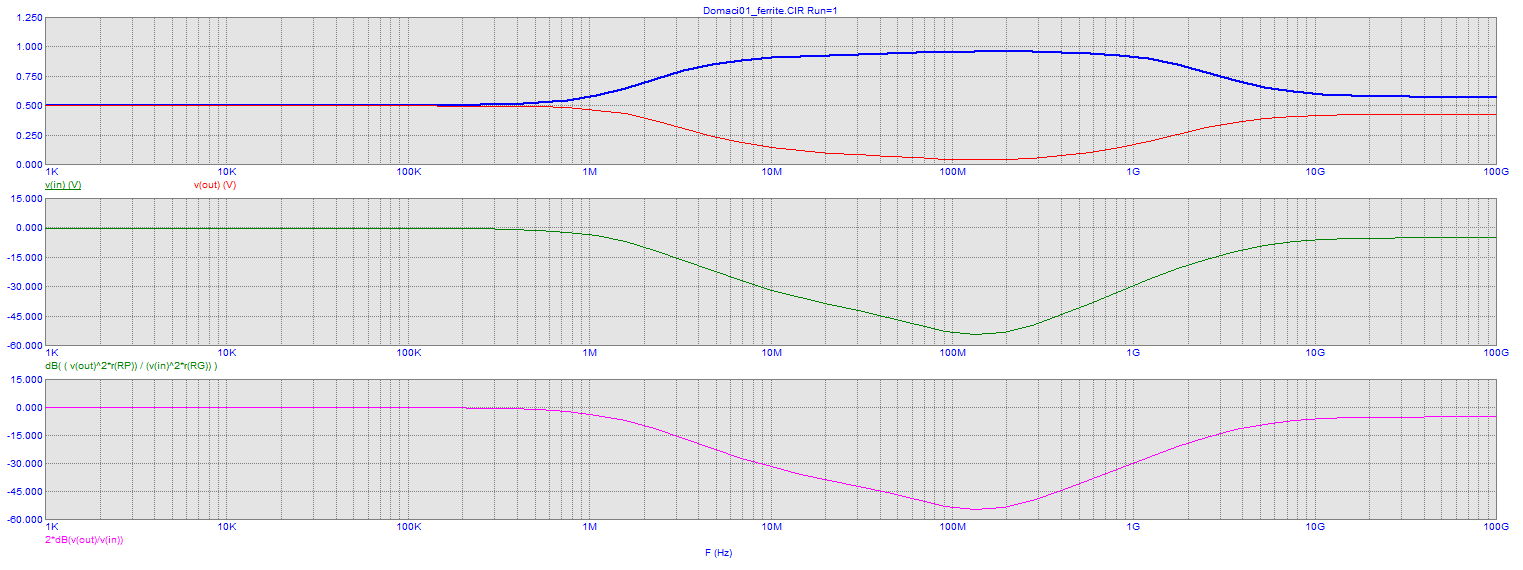 Domaci01_ferrite.CIR Run=1
1.250
1.000
0.750
0.500
0.250
0.000
1K 10K 100K 1M 10M 100M 1G 10G 100G
v(in) (V) v(out) (V)
15.000
0.000
-15.000
-30.000
-45.000
-60.000
1K 10K 100K 1M 10M 100M 1G 10G 100G
dB( ( v(out)^2*r(RP)) / (v(in)^2*r(RG)) )
15.000
0.000
-15.000
-30.000
-45.000
-60.000
1K 10K 100K 1M 10M 100M 1G 10G 100G
2*dB(v(out)/v(in))
F (Hz)